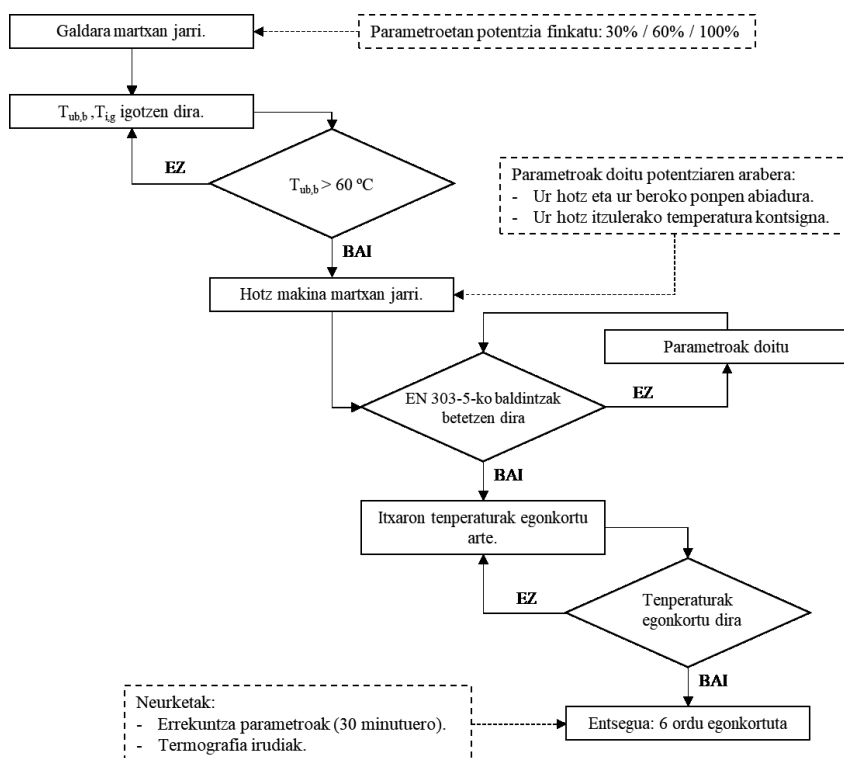 Galdara martxan jarri.
Parametroetan potentzia finkatu: 30% / 60% / 100%
Tub,b ,Ti,g igotzen dira.
EZ
Tub,b > 60 ºC
BAI
Parametroak doitu potentziaren arabera:
- Ur hotz eta ur beroko ponpen abiadura.
- Ur hotz itzulerako temperatura kontsigna.
Hotz makina martxan jarri.
Parametroak doitu
EN 303-5-ko baldintzak
betetzen dira
EZ
BAI
Itxaron tenperaturak egonkortu
arte.
EZ
Tenperaturak
egonkortu dira
BAI
Neurketak:
- Errekuntza parametroak (30 minutuero).
- Termografia irudiak.
Entsegua: 6 ordu egonkortuta